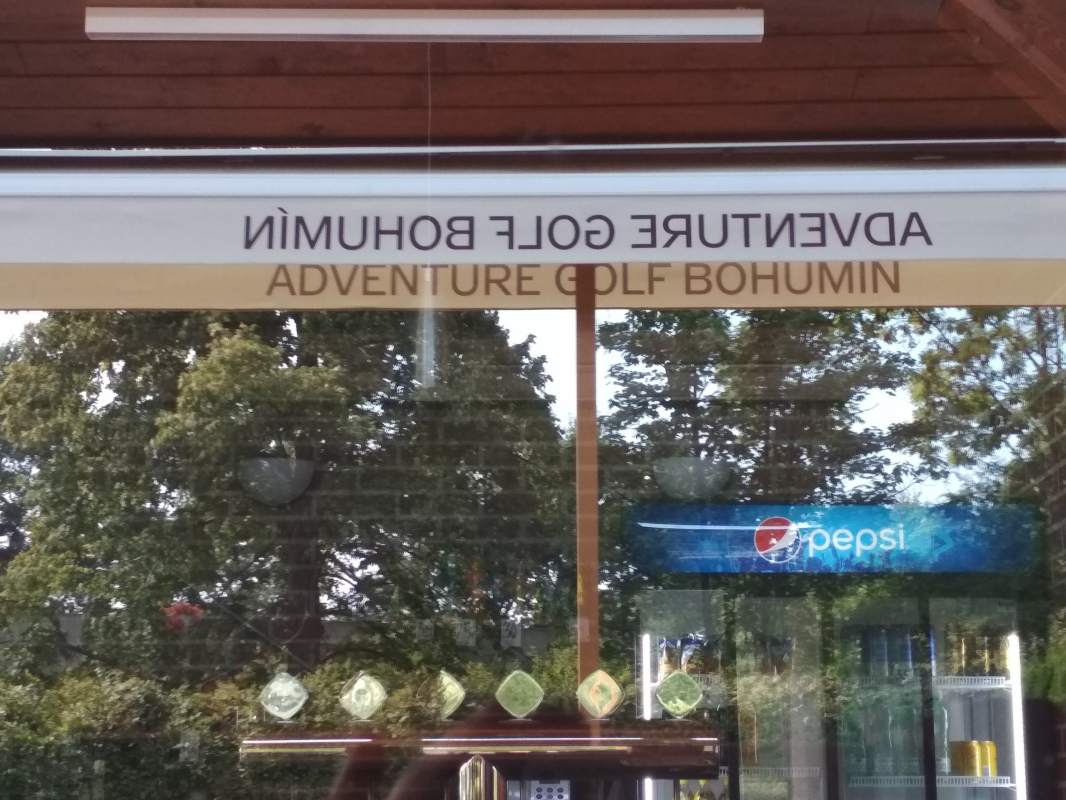 ADVENTURE GOLF BOHUMÍN
ADVENTURE GOLF BOHUMIN
pepsi